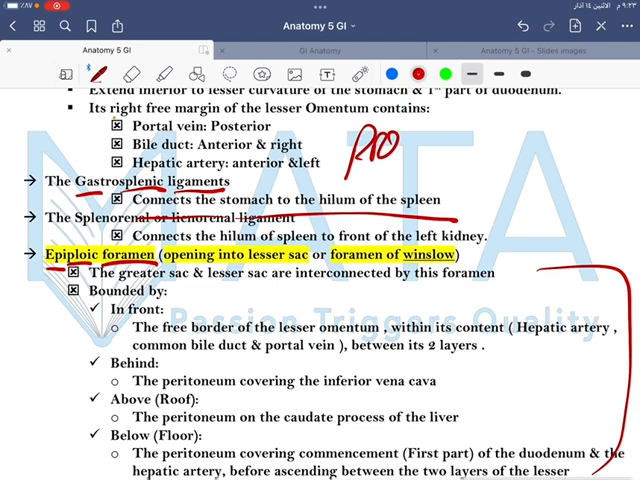 ٨٧٪
٩:٢٣ م الاثنين ١٤ آذار
Anatomy 5 GI
Anatomy 5 GI
GI Anatomy
Anatomy 5 GI - Slides images
Extend inferior to lesser curvature of the stomach & 1st part of duodenum.
Its right free margin of the lesser Omentum contains:
Portal vein: Posterior
Bile duct: Anterior & right
Hepatic artery: anterior &left
The Gastrosplenic ligaments
Connects the stomach to the hilum of the spleen
The Splenorenal or lienorenal ligament
Connects the hilum of spleen to front of the left kidney.
Epiploic foramen (opening into lesser sac or foramen of winslow)
The greater sac & lesser sac are interconnected by this foramen
Bounded by:
In front:
The free border of the lesser omentum , within its content ( Hepatic artery ,
common bile duct & portal vein ), between its 2 layers .
Behind:
The peritoneum covering the inferior vena cava
Above (Roof):
The peritoneum on the caudate process of the liver
Below (Floor):
The peritoneum covering commencement (First part) of the duodenum & the
hepatic artery, before ascending between the two layers of the lesser
MATA
Passion Triggers Quality